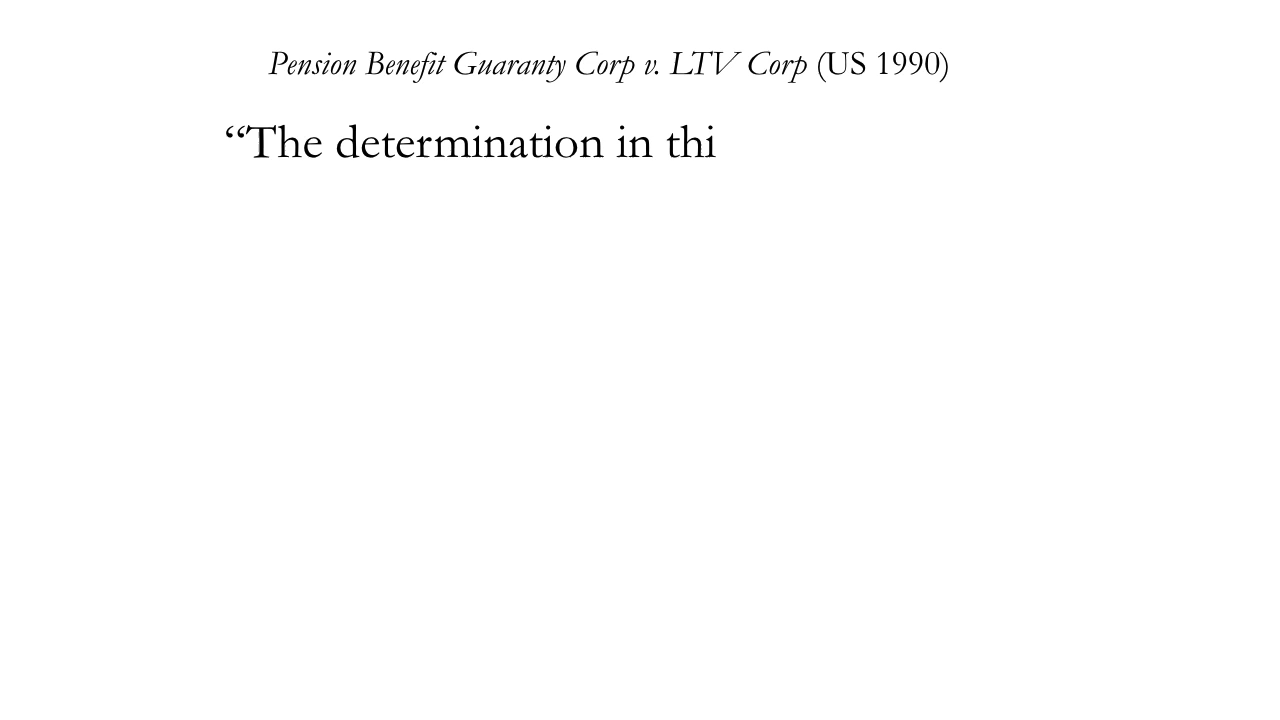 Pension Benefit Guaranty Corp v. LTV Corp (US 1990)
“The determination in thi